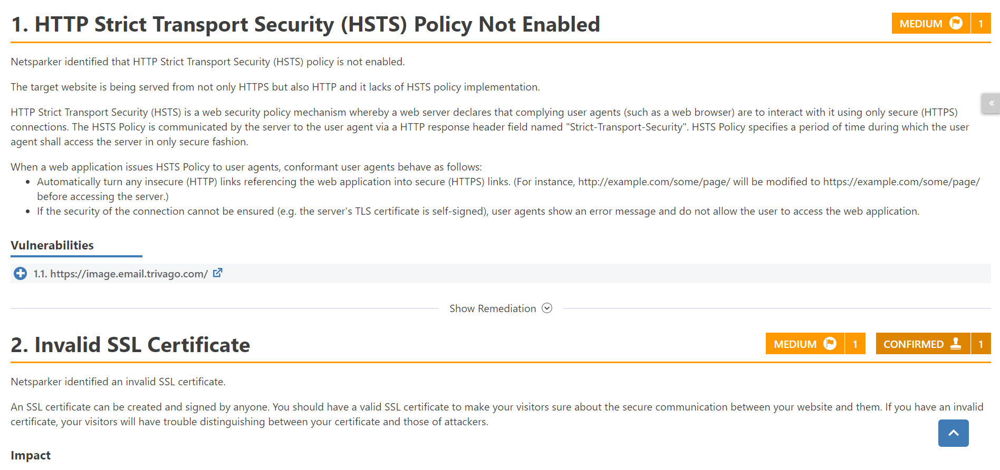 1. HTTP Strict Transport Security (HSTS) Policy Not Enabled
MEDIUM 1
Netsparker identified that HTTP Strict Transport Security (HSTS) policy is not enabled.
The target website is being served from not only HTTPS but also HTTP and it lacks of HSTS policy implementation.
HTTP Strict Transport Security (HSTS) is a web security policy mechanism whereby a web server declares that complying user agents (such as a web browser) are to interact with it using only secure (HTTPS)
connections. The HSTS Policy is communicated by the server to the user agent via a HTTP response header field named "Strict-Transport-Security". HSTS Policy specifies a period of time during which the user
agent shall access the server in only secure fashion.
When a web application issues HSTS Policy to user agents, conformant user agents behave as follows:
• Automatically turn any insecure (HTTP) links referencing the web application into secure (HTTPS) links. (For instance, http://example.com/some/page/ will be modified to https://example.com/some/page/
before accessing the server.)
• If the security of the connection cannot be ensured (e.g. the server's TLS certificate is self-signed), user agents show an error message and do not allow the user to access the web application.
Vulnerabilities
1.1. https://image.email.trivago.com/
Show Remediation
2. Invalid SSL Certificate
MEDIUM 1 CONFIRMED 1
Netsparker identified an invalid SSL certificate.
An SSL certificate can be created and signed by anyone. You should have a valid SSL certificate to make your visitors sure about the secure communication between your website and them. If you have an invalid
certificate, your visitors will have trouble distinguishing between your certificate and those of attackers.
Impact